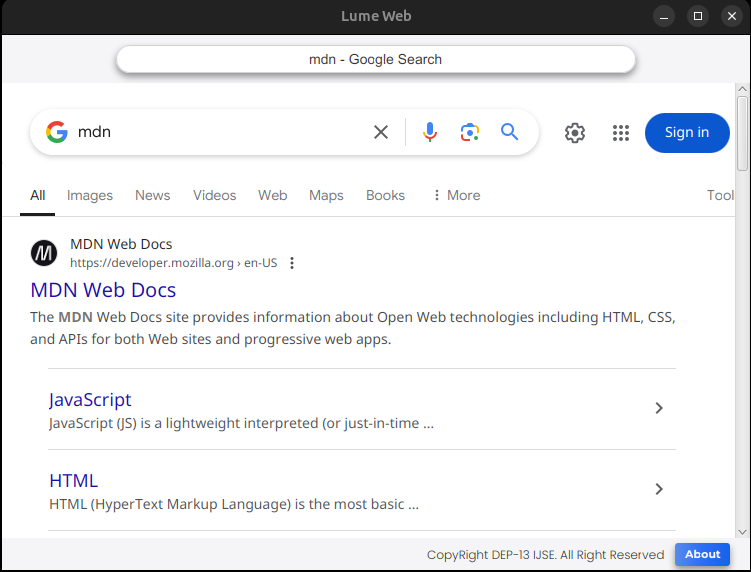 Lume Web
mdn - Google Search
mdn
Sign in
All Images News Videos Web Maps Books More Tool
MDN Web Docs
https://developer.mozilla.org › en-US
MDN Web Docs
The MDN Web Docs site provides information about Open Web technologies including HTML, CSS,
and APIs for both Web sites and progressive web apps.
JavaScript
JavaScript (JS) is a lightweight interpreted (or just-in-time ...
HTML
HTML (HyperText Markup Language) is the most basic ...
CopyRight DEP-13 IJSE. All Right Reserved About